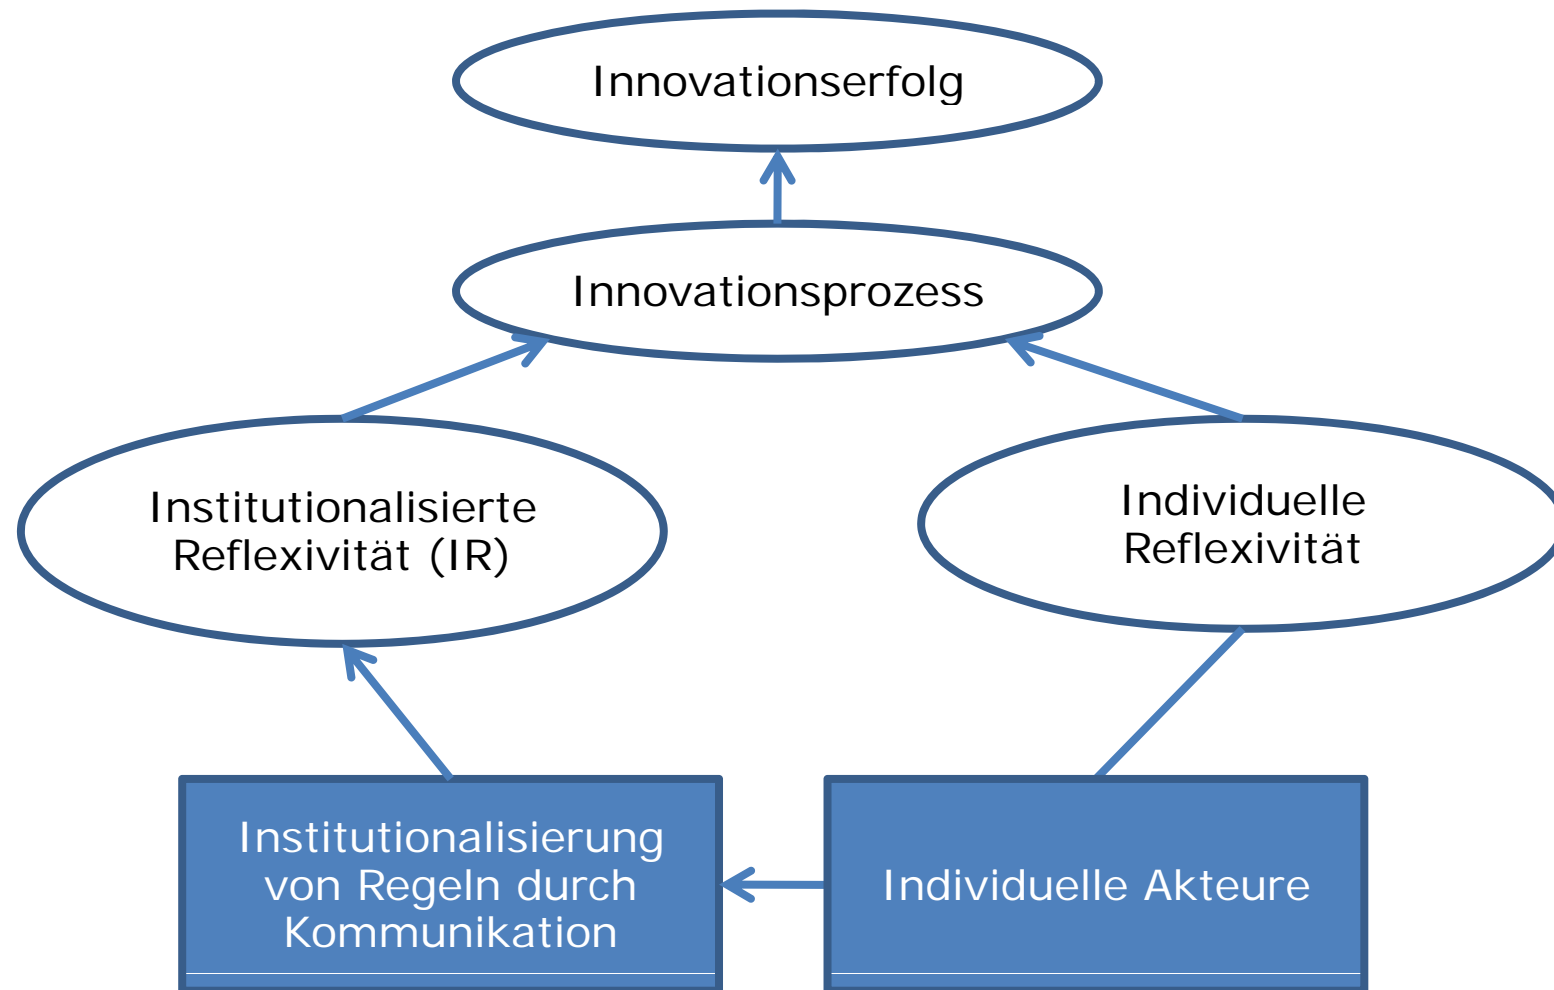 Innovationserfolg
Innovationsprozess
Institutionalisierte
Reflexivität (IR)
Individuelle
Reflexivität
Institutionalisierung
von Regeln durch
Kommunikation
Individuelle Akteure